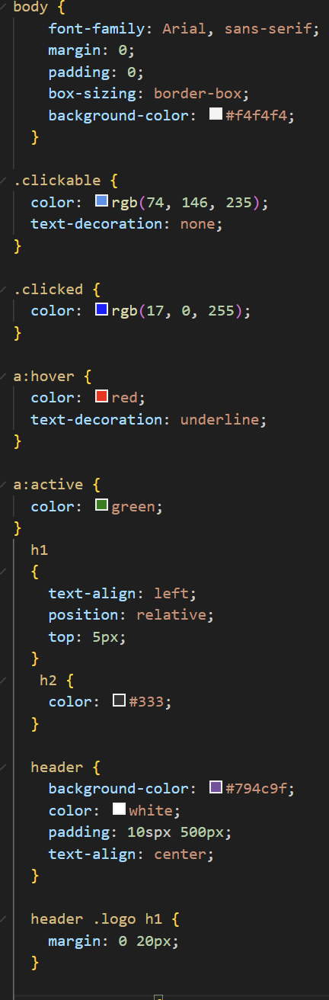 body {
    font-family: Arial, sans-serif;
    margin: 0;
    padding: 0;
    box-sizing: border-box;
    background-color: #f4f4f4;
  }

.clickable {
  color: rgb(74, 146, 235);
  text-decoration: none;
}

.clicked {
  color: rgb(17, 0, 255);
}

a:hover {
  color: red;
  text-decoration: underline;
}

a:active {
  color: green;
}
  h1
  {
    text-align: left;
    position: relative;
    top: 5px;
  }
   h2 {
    color: #333;
  }

  header {
    background-color: #794c9f;
    color: white;
    padding: 10spx 500px;
    text-align: center;
  }

  header .logo h1 {
    margin: 0 20px;
  }